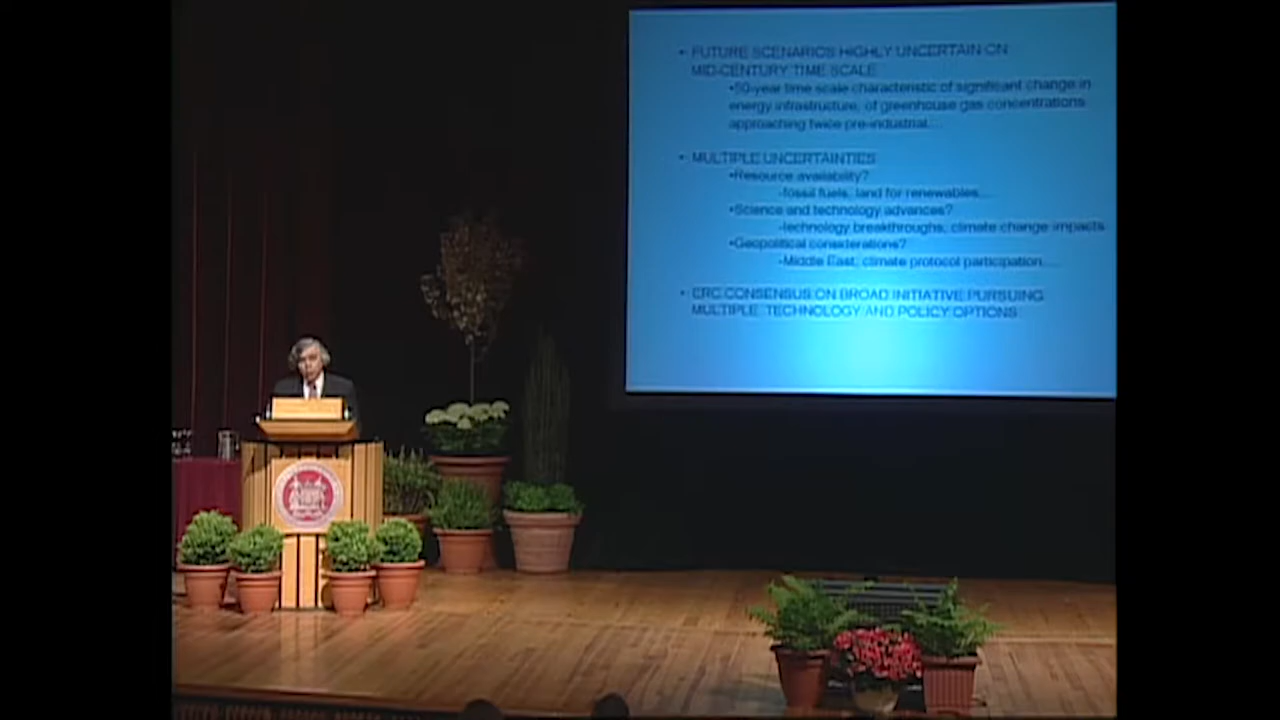 • FUTURE SCENARIOS HIGHLY UNCERTAIN ON
MID-CENTURY TIME SCALE
•50-year time scale characteristic of significant change in
energy infrastructure, of greenhouse gas concentrations
approaching twice pre-industrial…
• MULTIPLE UNCERTAINTIES
•Resource availability?
-fossil fuels, land for renewables…
•Science and technology advances?
-technology breakthroughs, climate change impacts
•Geopolitical considerations?
-Middle East, climate protocol participation….
• ERC CONSENSUS ON BROAD INITIATIVE PURSUING
MULTIPLE TECHNOLOGY AND POLICY OPTIONS